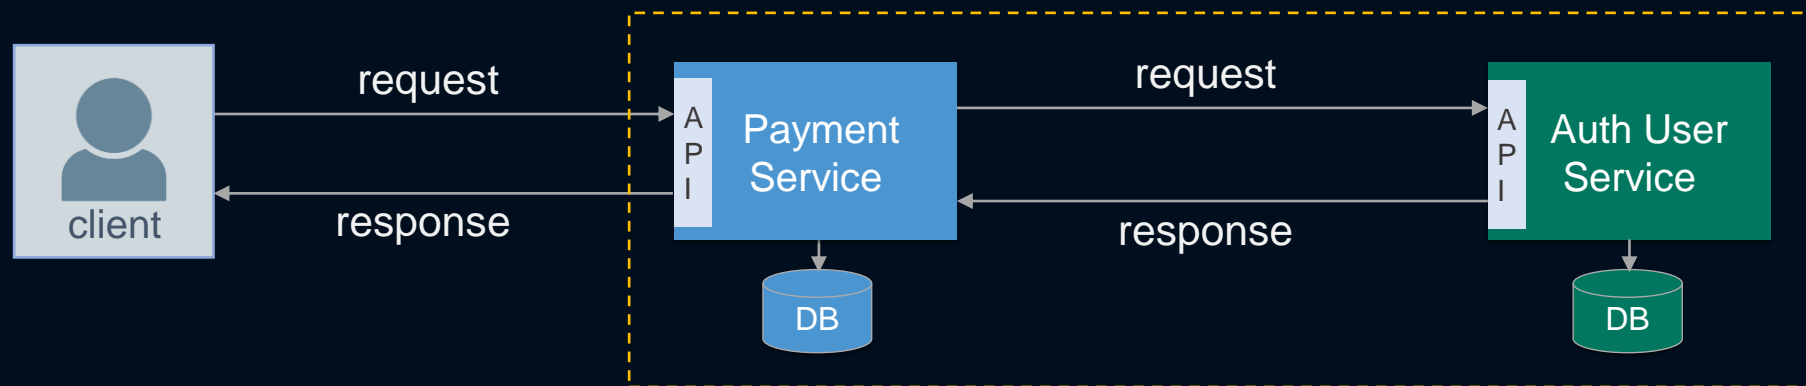 client
request
response
A
P
I
Payment
Service
DB
request
response
A
P
I
Auth User
Service
DB